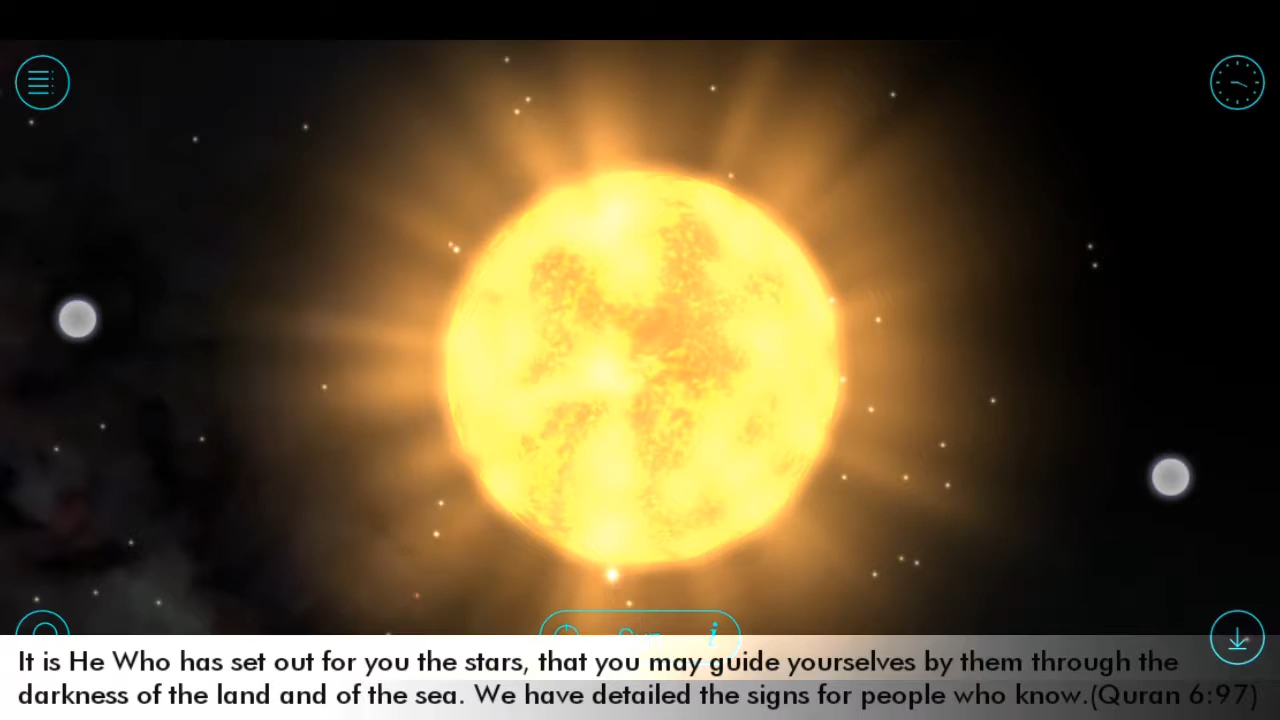 It is He Who has set out for you the stars, that you may guide yourselves by them through the
darkness of the land and of the sea. We have detailed the signs for people who know.(Quran 6:97)